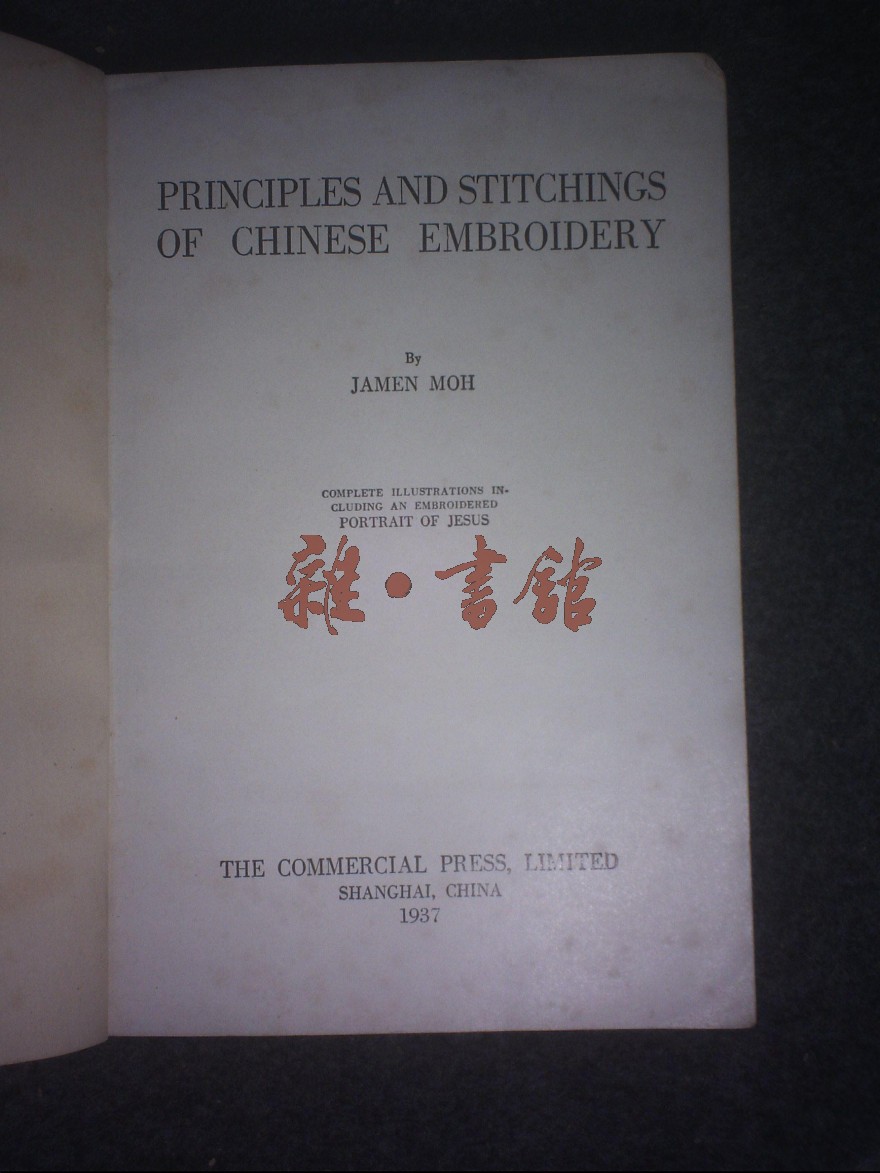 PRINCIPLES AND STITCHINGS
OF CHINESE EMBROIDERY
By
JAMEN MOH
COMPLETE ILLUSTRATIONS IN-
CLUDING AN EMBROIDERED
PORTRAIT OF JESUS
雜·書館
THE COMMERCIAL PRESS, LIMITED
SHANGHAI, CHINA
1937